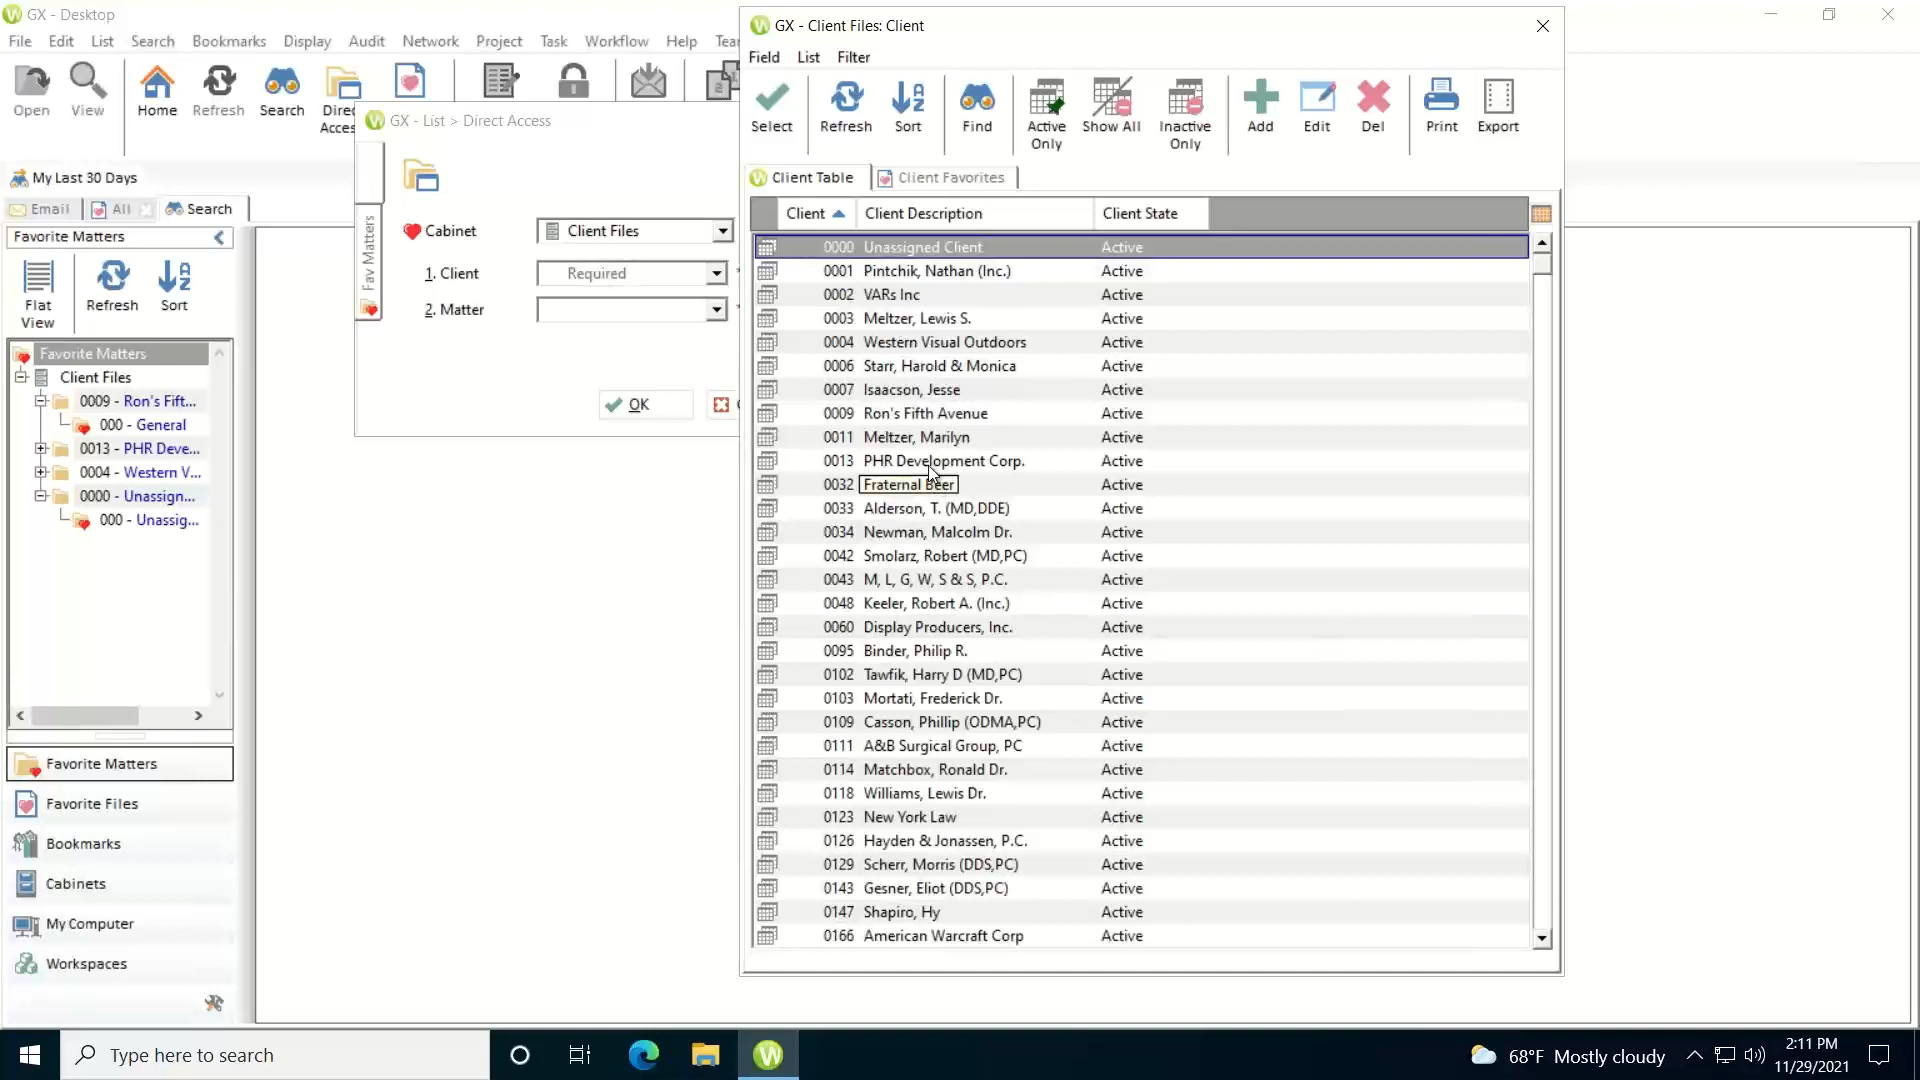 GX - Desktop
File Edit List Search Bookmarks Display Audit Network Project Task Workflow Help
Open View Home Refresh Search
My Last 30 Days
Email All Search
Favorite Matters
Flat View Refresh Sort
Favorite Matters
Client Files
0009 - Ron's Fift...
000 - General
0013 - PHR Deve...
0004 - Western V...
0000 - Unassign...
000 - Unassig...
Favorite Matters
Favorite Files
Bookmarks
Cabinets
My Computer
Workspaces
GX - List > Direct Access
Fav Matters
Cabinet Client Files
1. Client Required
2. Matter
OK
GX - Client Files: Client
Field List Filter
Select Refresh Sort Find Active Only Show All Inactive Only Add Edit Del Print Export
Client Table Client Favorites
Client Client Description Client State
0000 Unassigned Client Active
0001 Pintchik, Nathan (Inc.) Active
0002 VARs Inc Active
0003 Meltzer, Lewis S. Active
0004 Western Visual Outdoors Active
0006 Starr, Harold & Monica Active
0007 Isaacson, Jesse Active
0009 Ron's Fifth Avenue Active
0011 Meltzer, Marilyn Active
0013 PHR Development Corp. Active
0032 Fraternal Beer Active
0033 Alderson, T. (MD,DDE) Active
0034 Newman, Malcolm Dr. Active
0042 Smolarz, Robert (MD,PC) Active
0043 M, L, G, W, S & S, P.C. Active
0048 Keeler, Robert A. (Inc.) Active
0060 Display Producers, Inc. Active
0095 Binder, Philip R. Active
0102 Tawfik, Harry D (MD,PC) Active
0103 Mortati, Frederick Dr. Active
0109 Casson, Phillip (ODMA,PC) Active
0111 A&B Surgical Group, PC Active
0114 Matchbox, Ronald Dr. Active
0118 Williams, Lewis Dr. Active
0123 New York Law Active
0126 Hayden & Jonassen, P.C. Active
0129 Scherr, Morris (DDS,PC) Active
0143 Gesner, Eliot (DDS,PC) Active
0147 Shapiro, Hy Active
0166 American Warcraft Corp Active
Type here to search
68°F Mostly cloudy
2:11 PM
11/29/2021